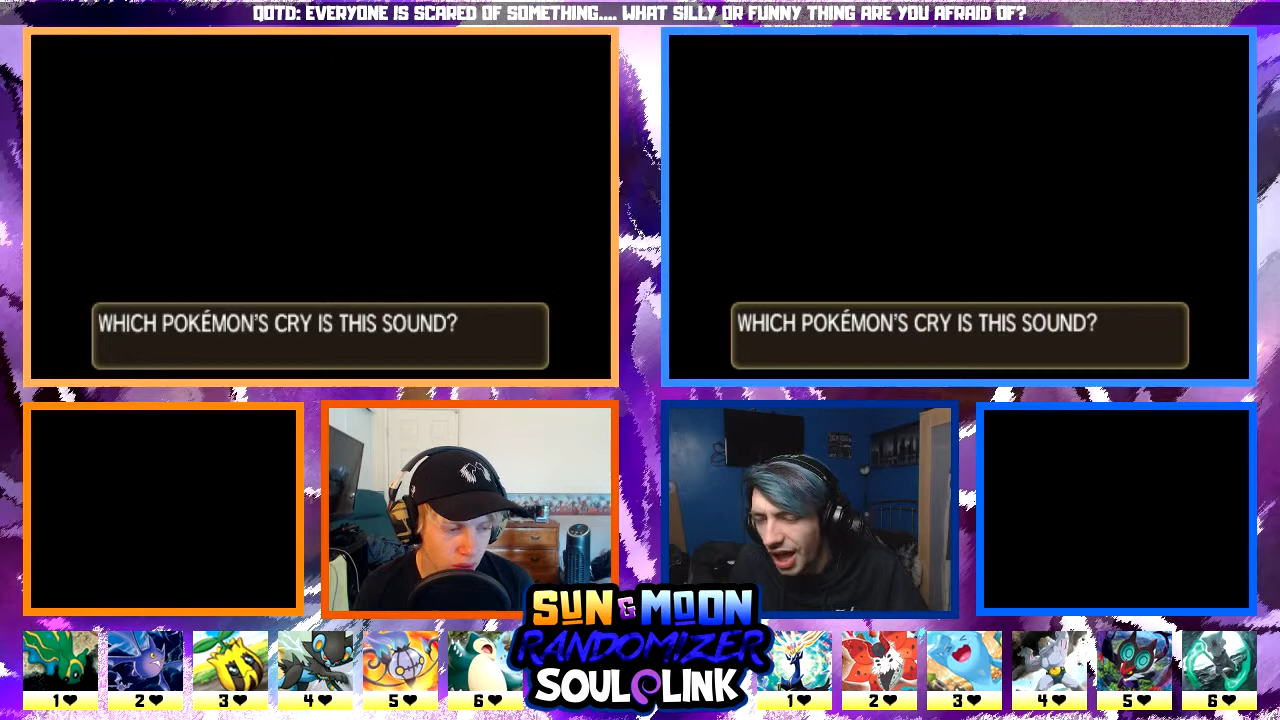 QOTD: EVERYONE IS SCARED OF SOMETHING.... WHAT SILLY OR FUNNY THING ARE YOU AFRAID OF?
WHICH POKÉMON'S CRY IS THIS SOUND?
WHICH POKÉMON'S CRY IS THIS SOUND?
SUN & MOON
RANDOMIZER
SOUL LINK
1♥ 2♥ 3♥ 4♥ 5♥ 6♥ 1♥ 2♥ 3♥ 4♥ 5♥ 6♥